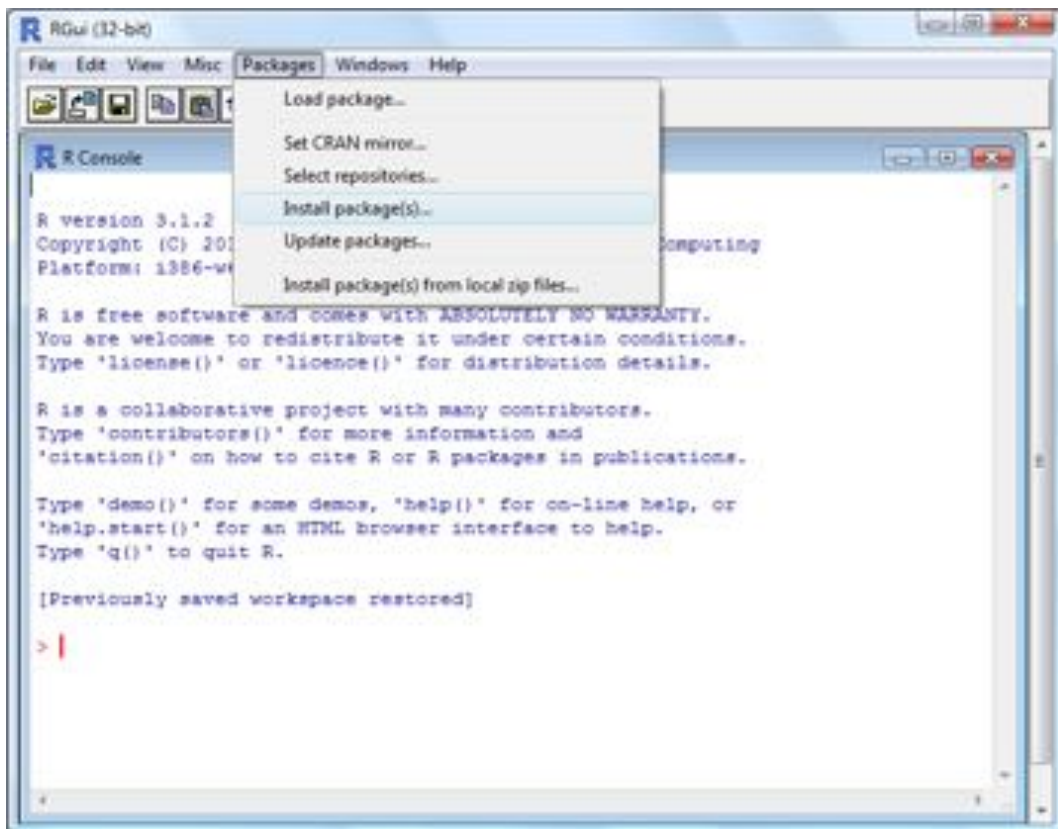 RGui (32-bit)
File Edit View Misc Packages Windows Help
Load package...
Set CRAN mirror...
Select repositories...
Install package(s)...
Update packages...
Install package(s) from local zip files...
R Console
R version 3.1.2
Copyright (C) 201 omputing
Platform: i386-w
R is free software and comes with ABSOLUTELY NO WARRANTY.
You are welcome to redistribute it under certain conditions.
Type 'license()' or 'licence()' for distribution details.
R is a collaborative project with many contributors.
Type 'contributors()' for more information and
'citation()' on how to cite R or R packages in publications.
Type 'demo()' for some demos, 'help()' for on-line help, or
'help.start()' for an HTML browser interface to help.
Type 'q()' to quit R.
[Previously saved workspace restored]
>